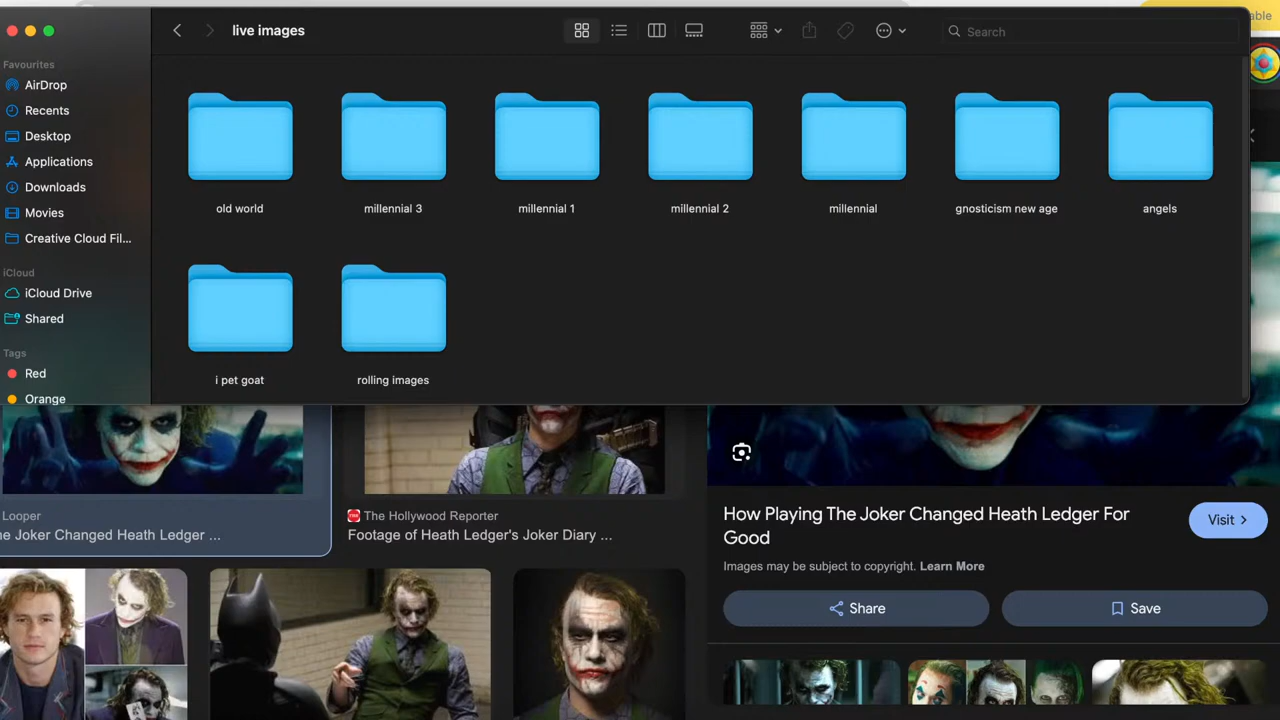 able
live images
Search
Favourites
AirDrop
Recents
Desktop
Applications
Downloads
Movies
Creative Cloud Fil...
iCloud
iCloud Drive
Shared
Tags
Red
Orange
old world
millennial 3
millennial 1
millennial 2
millennial
gnosticism new age
angels
i pet goat
rolling images
Looper
he Joker Changed Heath Ledger ...
The Hollywood Reporter
Footage of Heath Ledger's Joker Diary ...
How Playing The Joker Changed Heath Ledger For
Good
Visit
Images may be subject to copyright. Learn More
Share
Save